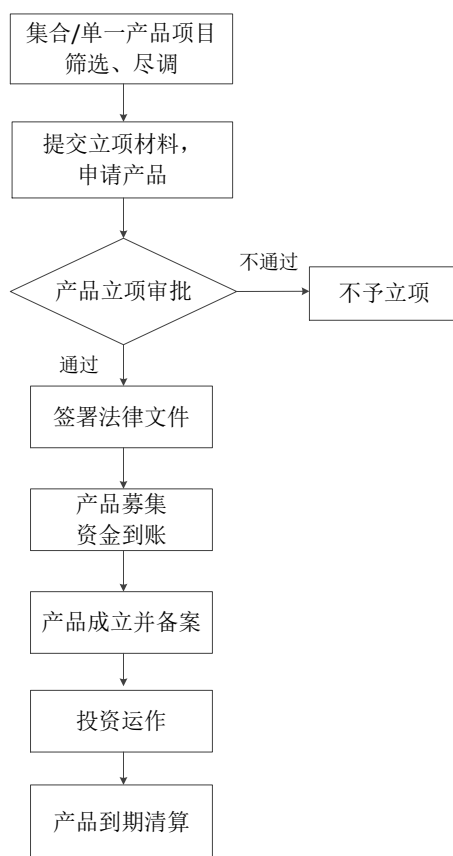 集合/单一产品项目
筛选、尽调
提交立项材料，
申请产品
产品立项审批
不通过
不予立项
通过
签署法律文件
产品募集
资金到账
产品成立并备案
投资运作
产品到期清算